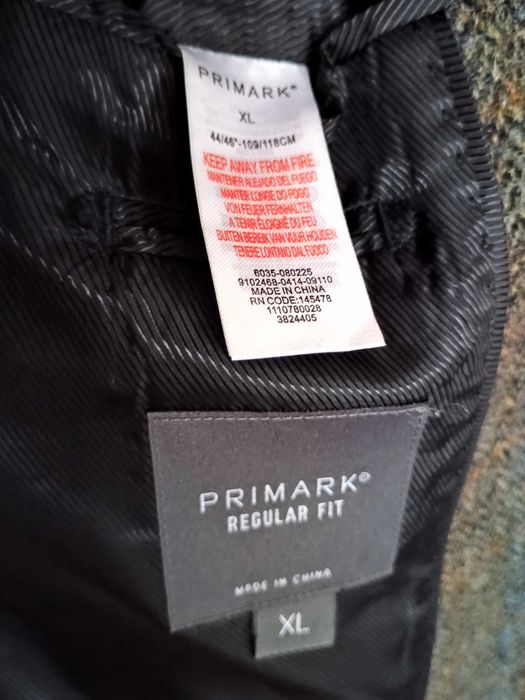 PRIMARK®
XL
44/46"-109/118CM
KEEP AWAY FROM FIRE
MANTENER ALEJADO DEL FUEGO
MANTER LONGE DO FOGO
VON FEUER FERNHALTEN
A TENIR ÉLOIGNÉ DU FEU
BUITEN BEREIK VAN VUUR HOUDEN
TENERE LONTANO DAL FUOCO
6035-080225
9102468-0414-09110
MADE IN CHINA
RN CODE:145478
1110780028
3824405
PRIMARK®
REGULAR FIT
MADE IN CHINA
XL